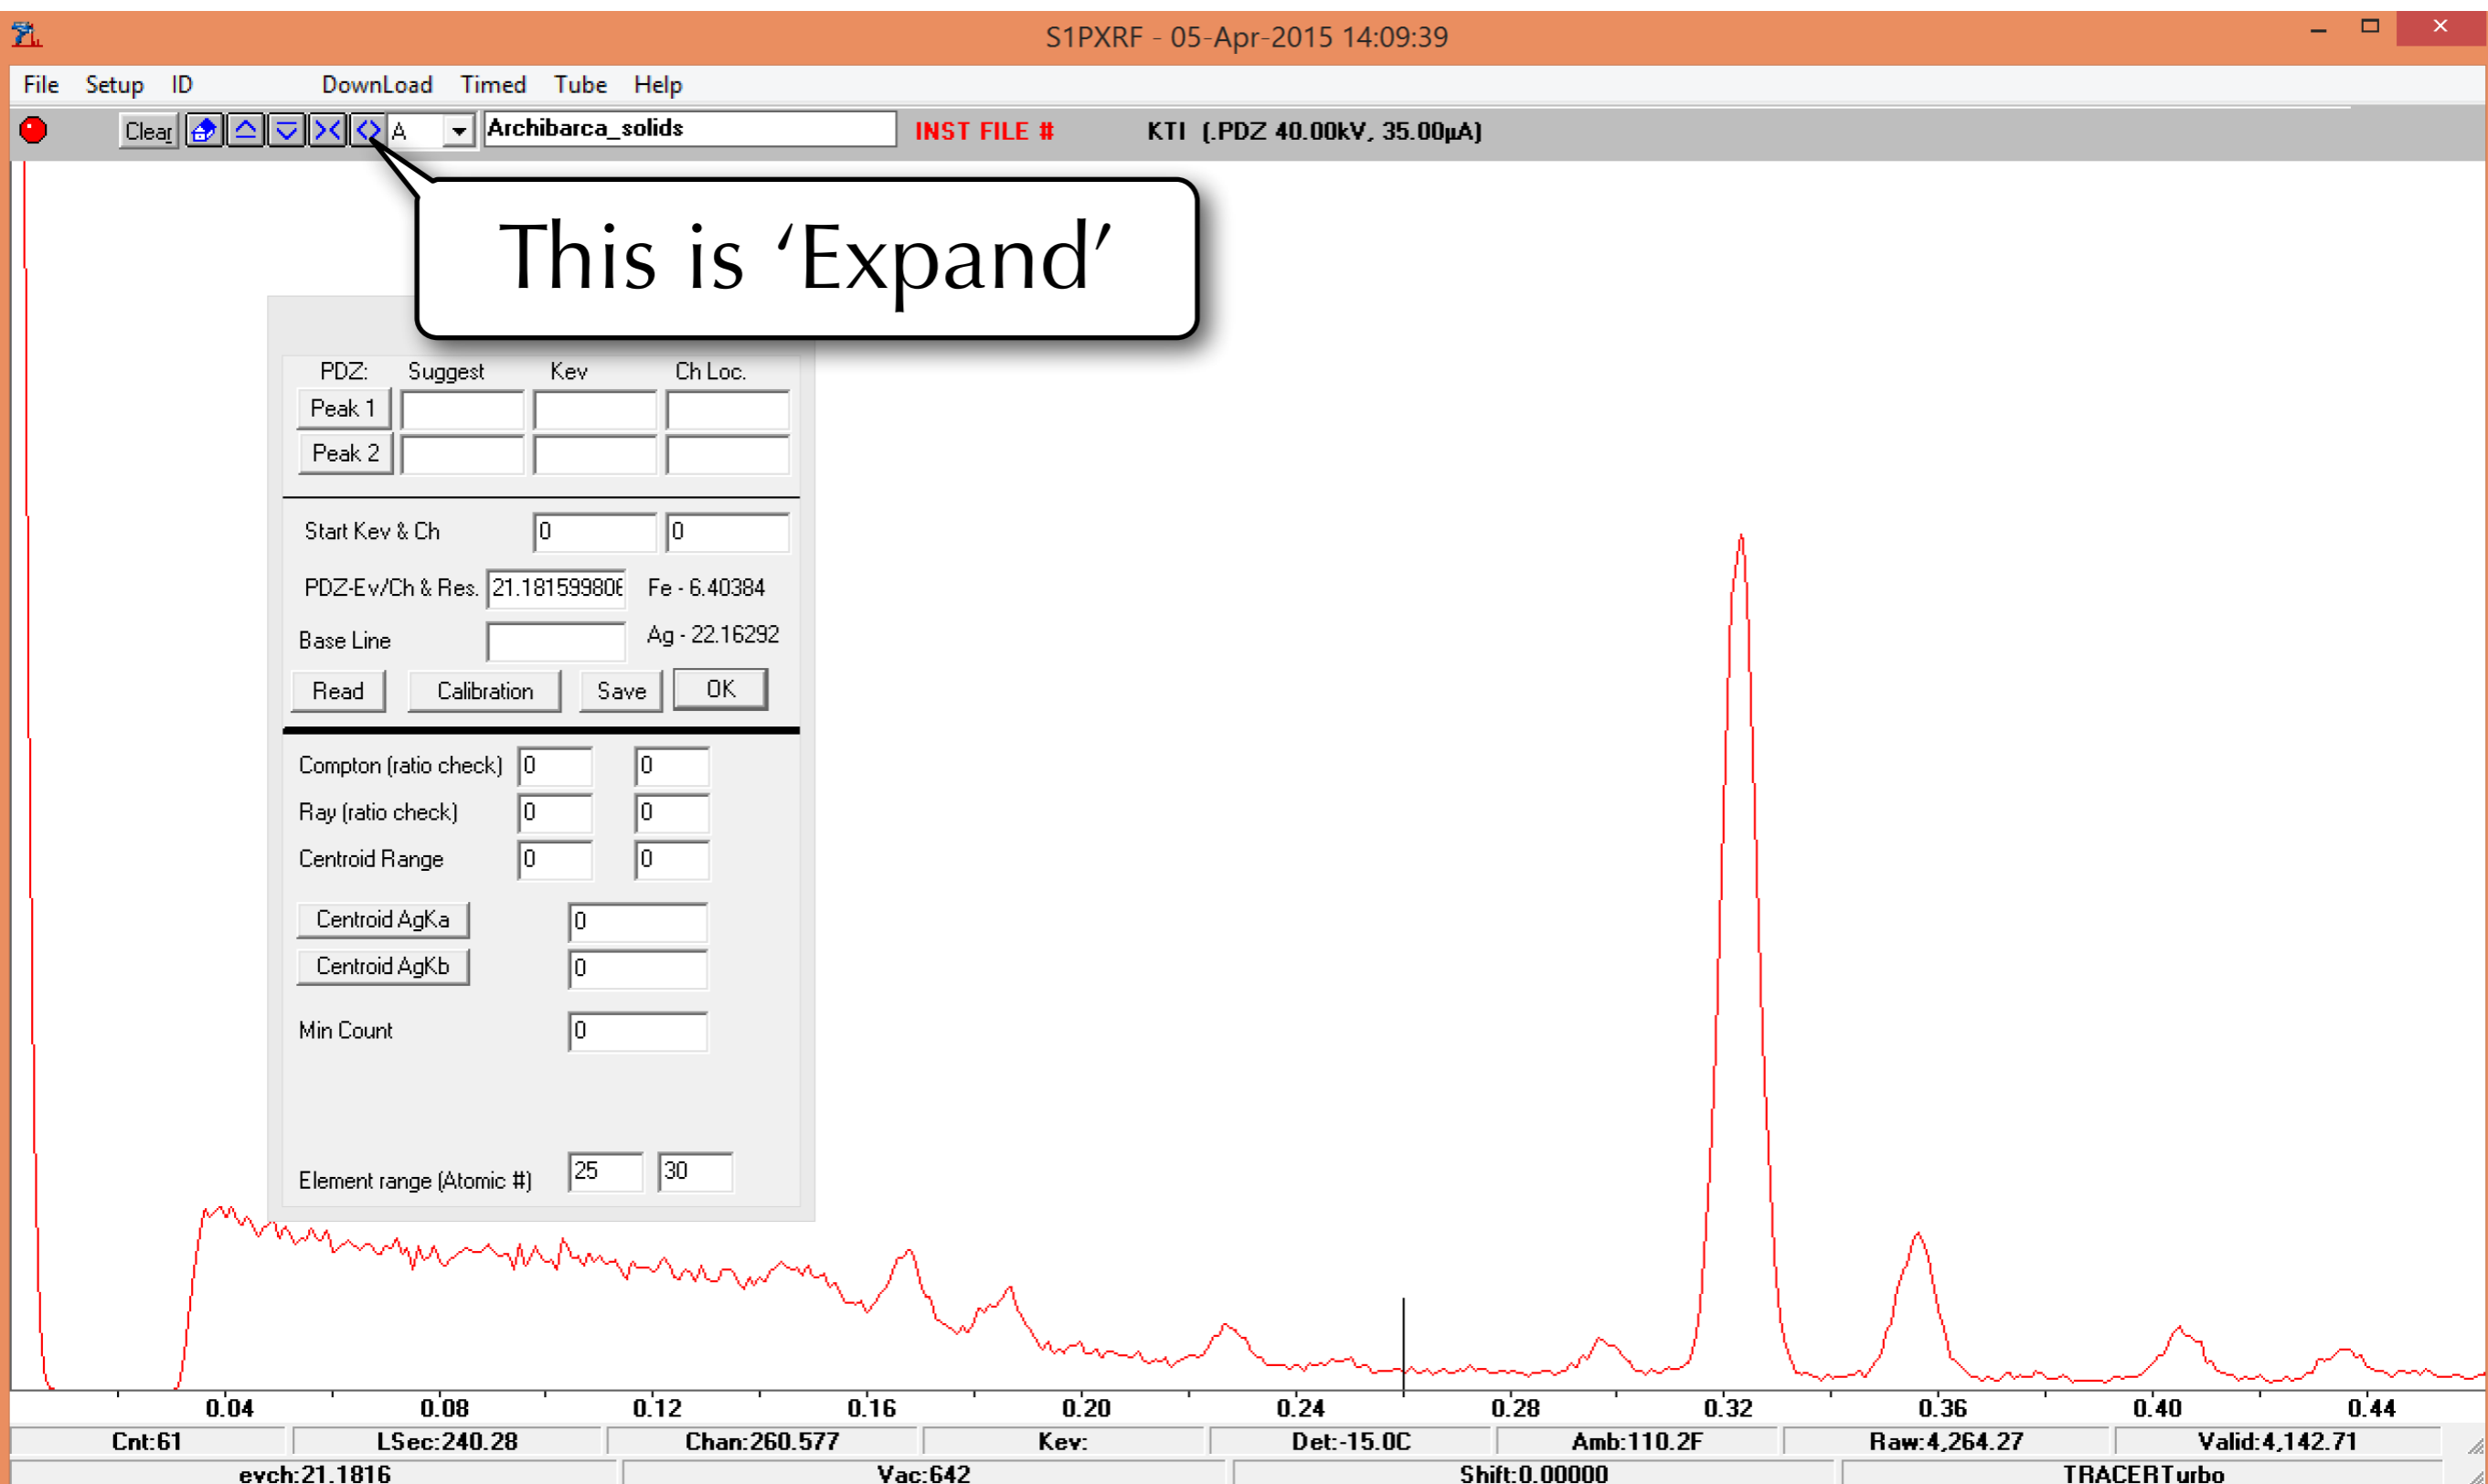 S1PXRF - 05-Apr-2015 14:09:39
File Setup ID DownLoad Timed Tube Help
Clear A Archibarca_solids INST FILE # KTI (.PDZ 40.00kV, 35.00µA)
This is ‘Expand’
PDZ: Suggest Kev Ch Loc.
Peak 1
Peak 2
Start Kev & Ch 0 0
PDZ-Ev/Ch & Res. 21.18159980 Fe - 6.40384
Base Line Ag - 22.16292
Read Calibration Save OK
Compton (ratio check) 0 0
Ray (ratio check) 0 0
Centroid Range 0 0
Centroid AgKa 0
Centroid AgKb 0
Min Count 0
Element range (Atomic #) 25 30
0.04 0.08 0.12 0.16 0.20 0.24 0.28 0.32 0.36 0.40 0.44
Cnt:61 LSec:240.28 Chan:260.577 Kev: Det:-15.0C Amb:110.2F Raw:4,264.27 Valid:4,142.71
evch:21.1816 Vac:642 Shift:0.00000 TRACERTurbo